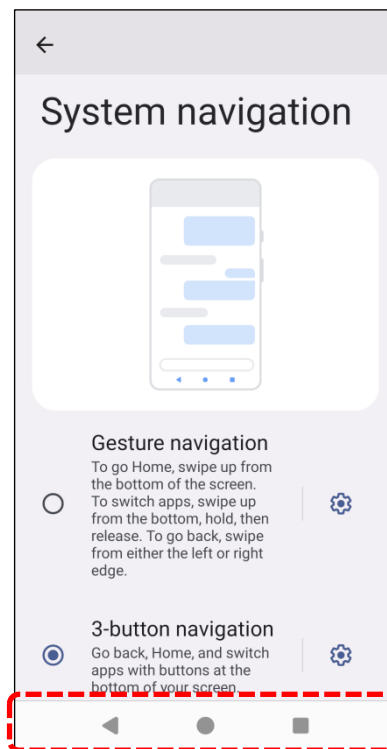 System navigation
Gesture navigation
To go Home, swipe up from
the bottom of the screen.
To switch apps, swipe up
from the bottom, hold, then
release. To go back, swipe
from either the left or right
edge.
3-button navigation
Go back, Home, and switch
apps with buttons at the
bottom of your screen.